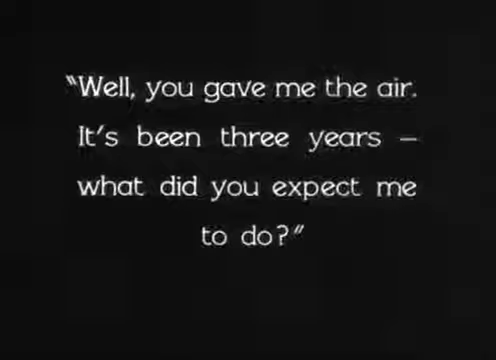 "Well, you gave me the air.
It's been three years —
what did you expect me
to do?"